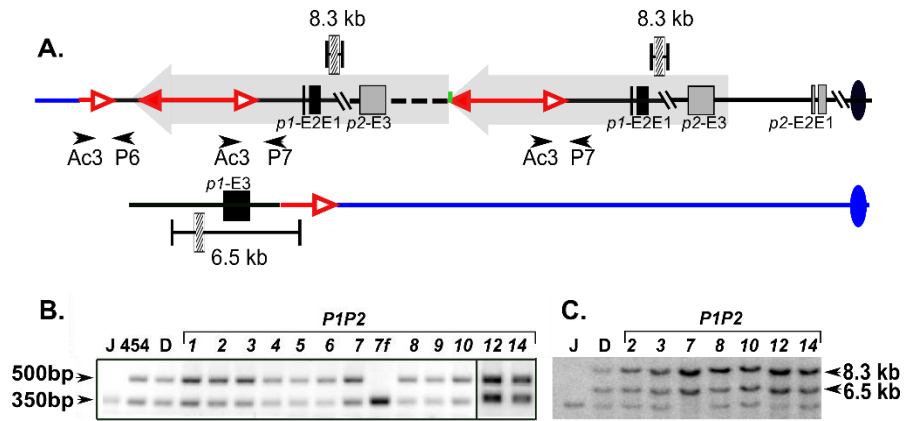 A.
8.3 kb 8.3 kb
p1-E2E1 p2-E3 p1-E2E1 p2-E3 p2-E2E1
Ac3 P6 Ac3 P7 Ac3 P7
p1-E3
6.5 kb
B.
P1P2
J 454 D 1 2 3 4 5 6 7 7f 8 9 10 12 14
500bp
350bp
C.
P1P2
J D 2 3 7 8 10 12 14
8.3 kb
6.5 kb